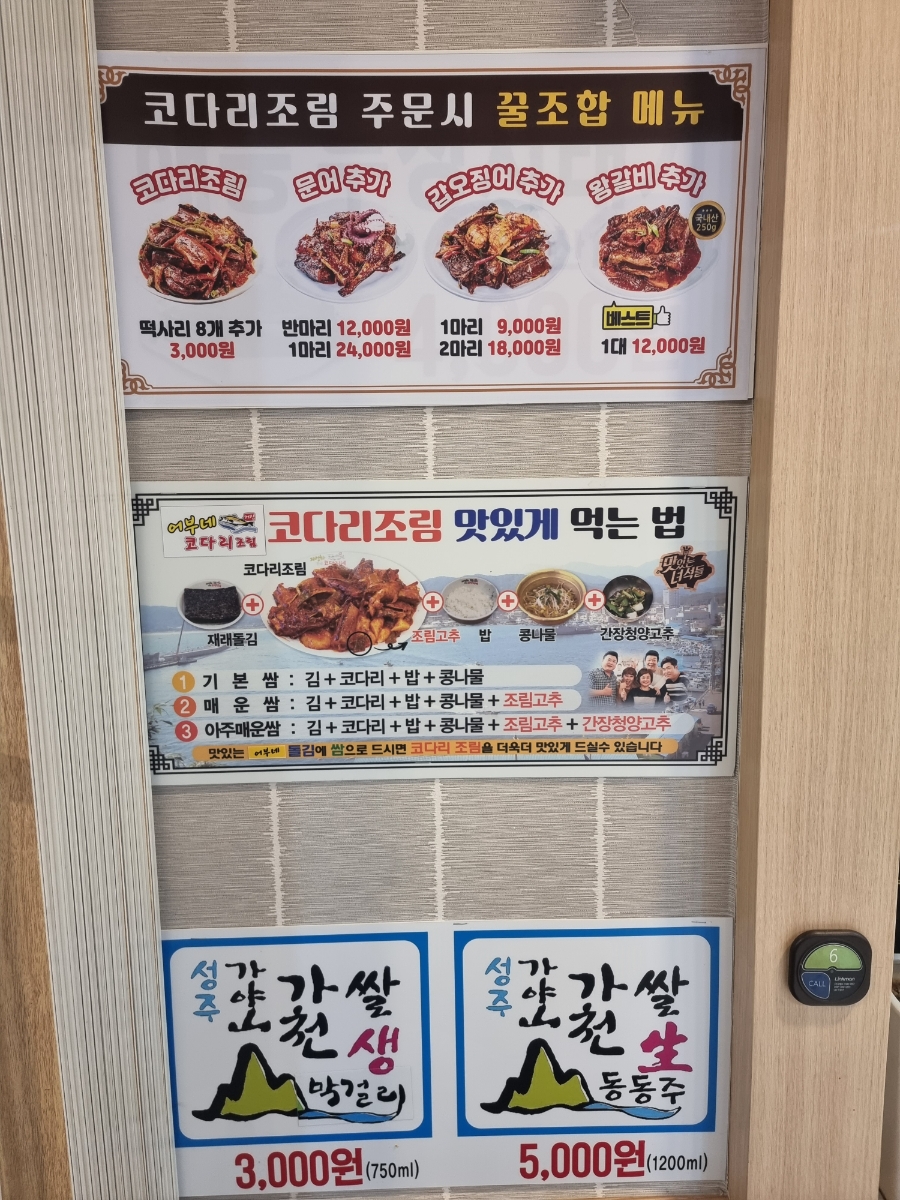 코다리조림 주문시 꿀조합 메뉴
코다리조림
문어 추가
갑오징어 추가
왕갈비 추가
국내산
250g
떡사리 8개 추가
3,000원
반마리 12,000원
1마리 24,000원
1마리 9,000원
2마리 18,000원
베스트
1대 12,000원
어부네
코다리조림
코다리조림 맛있게 먹는 법
맛있는 녀석들
코다리조림
재래돌김
조림고추
밥
콩나물
간장청양고추
1 기 본 쌈 : 김+코다리+밥+콩나물
2 매 운 쌈 : 김+코다리+밥+콩나물+조림고추
3 아주매운쌈 : 김+코다리+밥+콩나물+조림고추+간장청양고추
맛있는 어부네 돌김에 쌈으로 드시면 코다리 조림을 더욱더 맛있게 드실수 있습니다
성주
가야산
가천
쌀
생
막걸리
3,000원(750ml)
성주
가야산
가천
쌀
生
동동주
5,000원(1200ml)
6
CALL